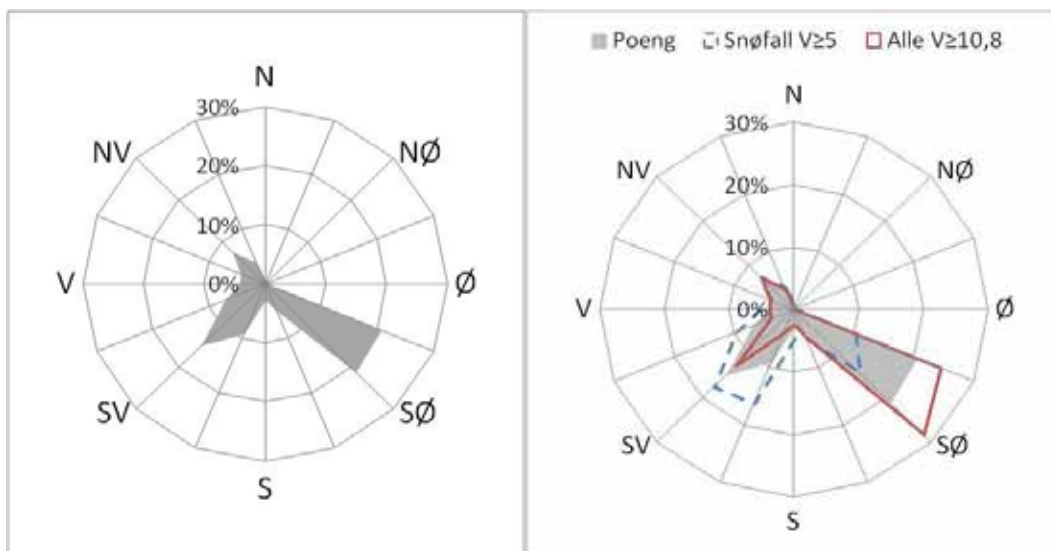 N
30%
NV
NØ
20%
10%
V
0%
Ø
SV
SØ
S
Poeng Snøfall V≥5 Alle V≥10,8
N
30%
NV
NØ
20%
10%
V
0%
Ø
SV
SØ
S